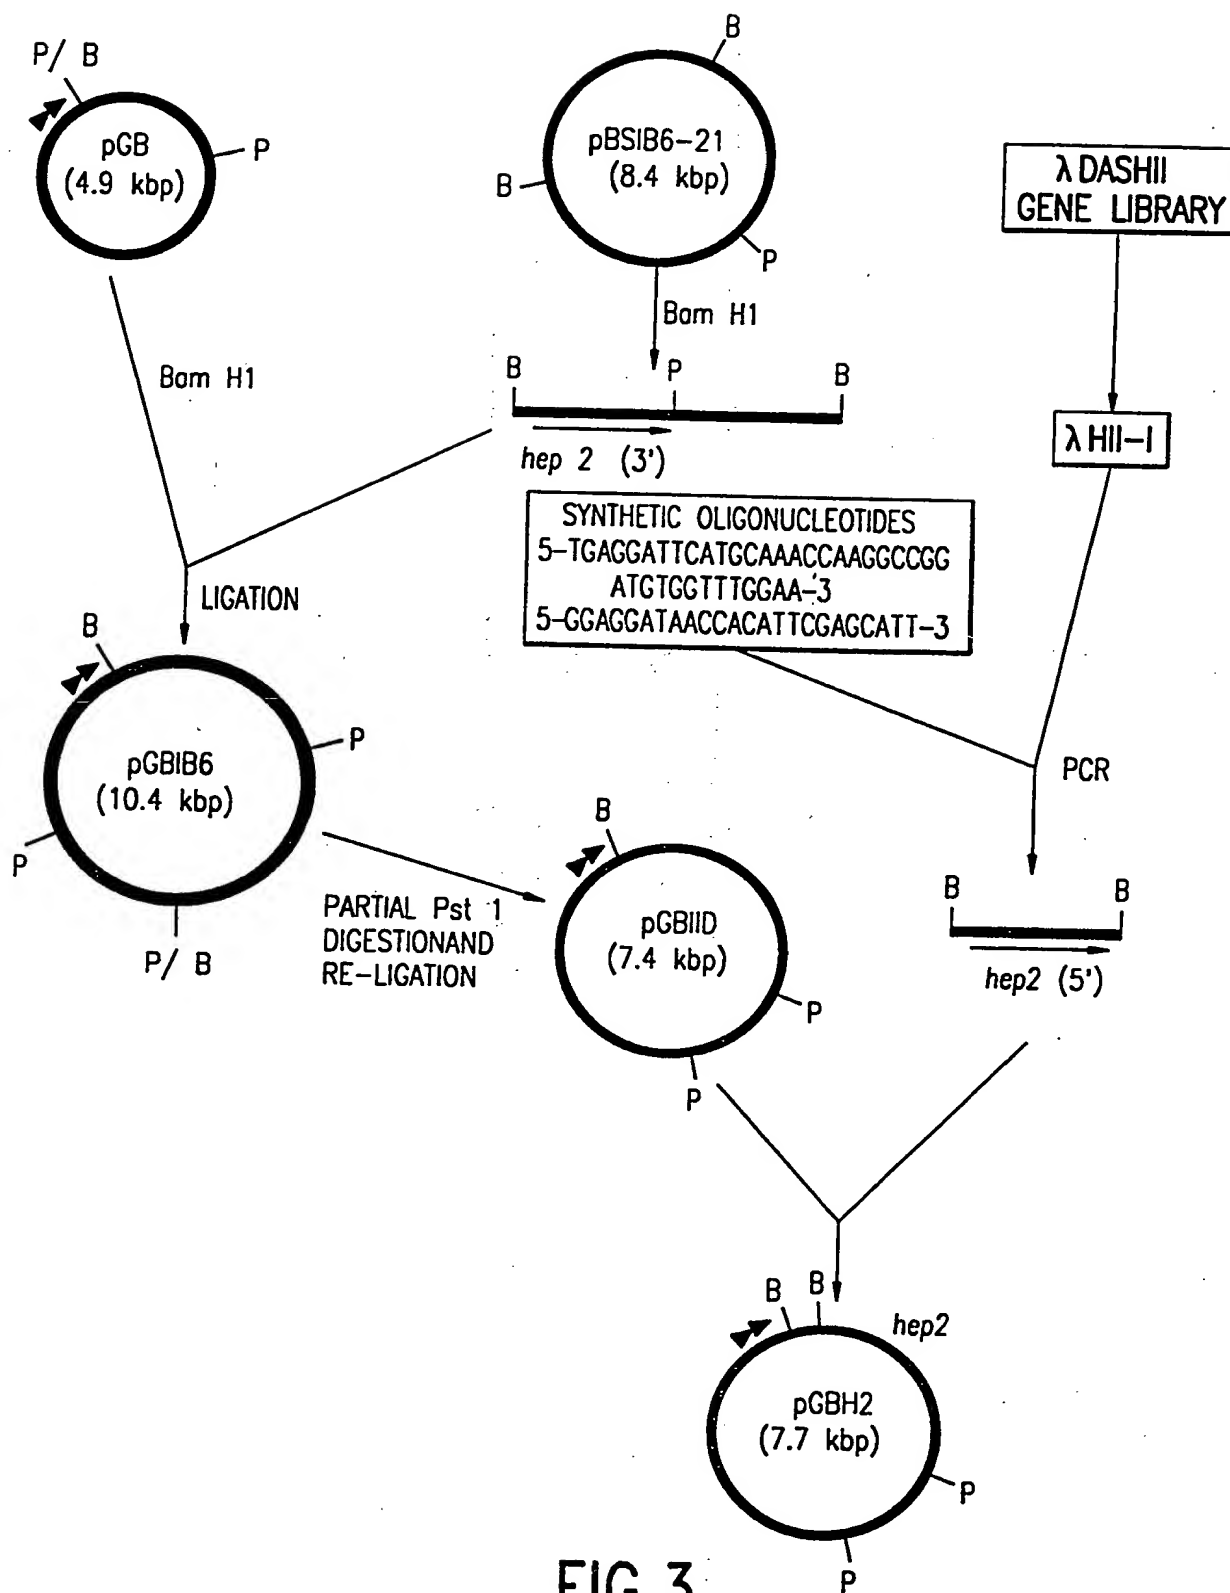 P/ B
pGB
(4.9 kbp)
P
B
pBSIB6-21
(8.4 kbp)
B
P
λ DASHII
GENE LIBRARY
Bam H1
Bam H1
B
P
B
hep 2 (3')
λ HII-I
SYNTHETIC OLIGONUCLEOTIDES
5-TGAGGATTCATGCAAACCAAGGCCGG
ATGTGGTTTGGAA-3
5-GGAGGATAACCACATTCGAGCATT-3
LIGATION
B
pGBIB6
(10.4 kbp)
P
P
P/ B
PCR
PARTIAL Pst 1
DIGESTIONAND
RE-LIGATION
B
pGBIID
(7.4 kbp)
P
P
B
B
hep2 (5')
B
B
hep2
pGBH2
(7.7 kbp)
P
P
FIG.3